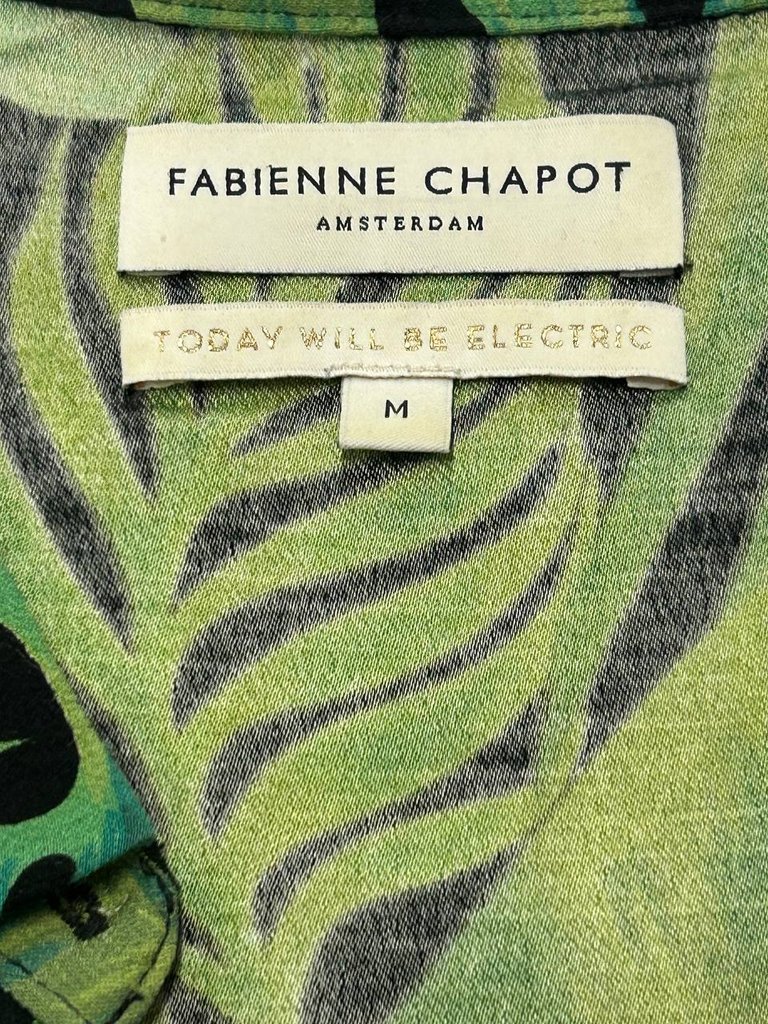 FABIENNE CHAPOT
AMSTERDAM
TODAY WILL BE ELECTRIC
M